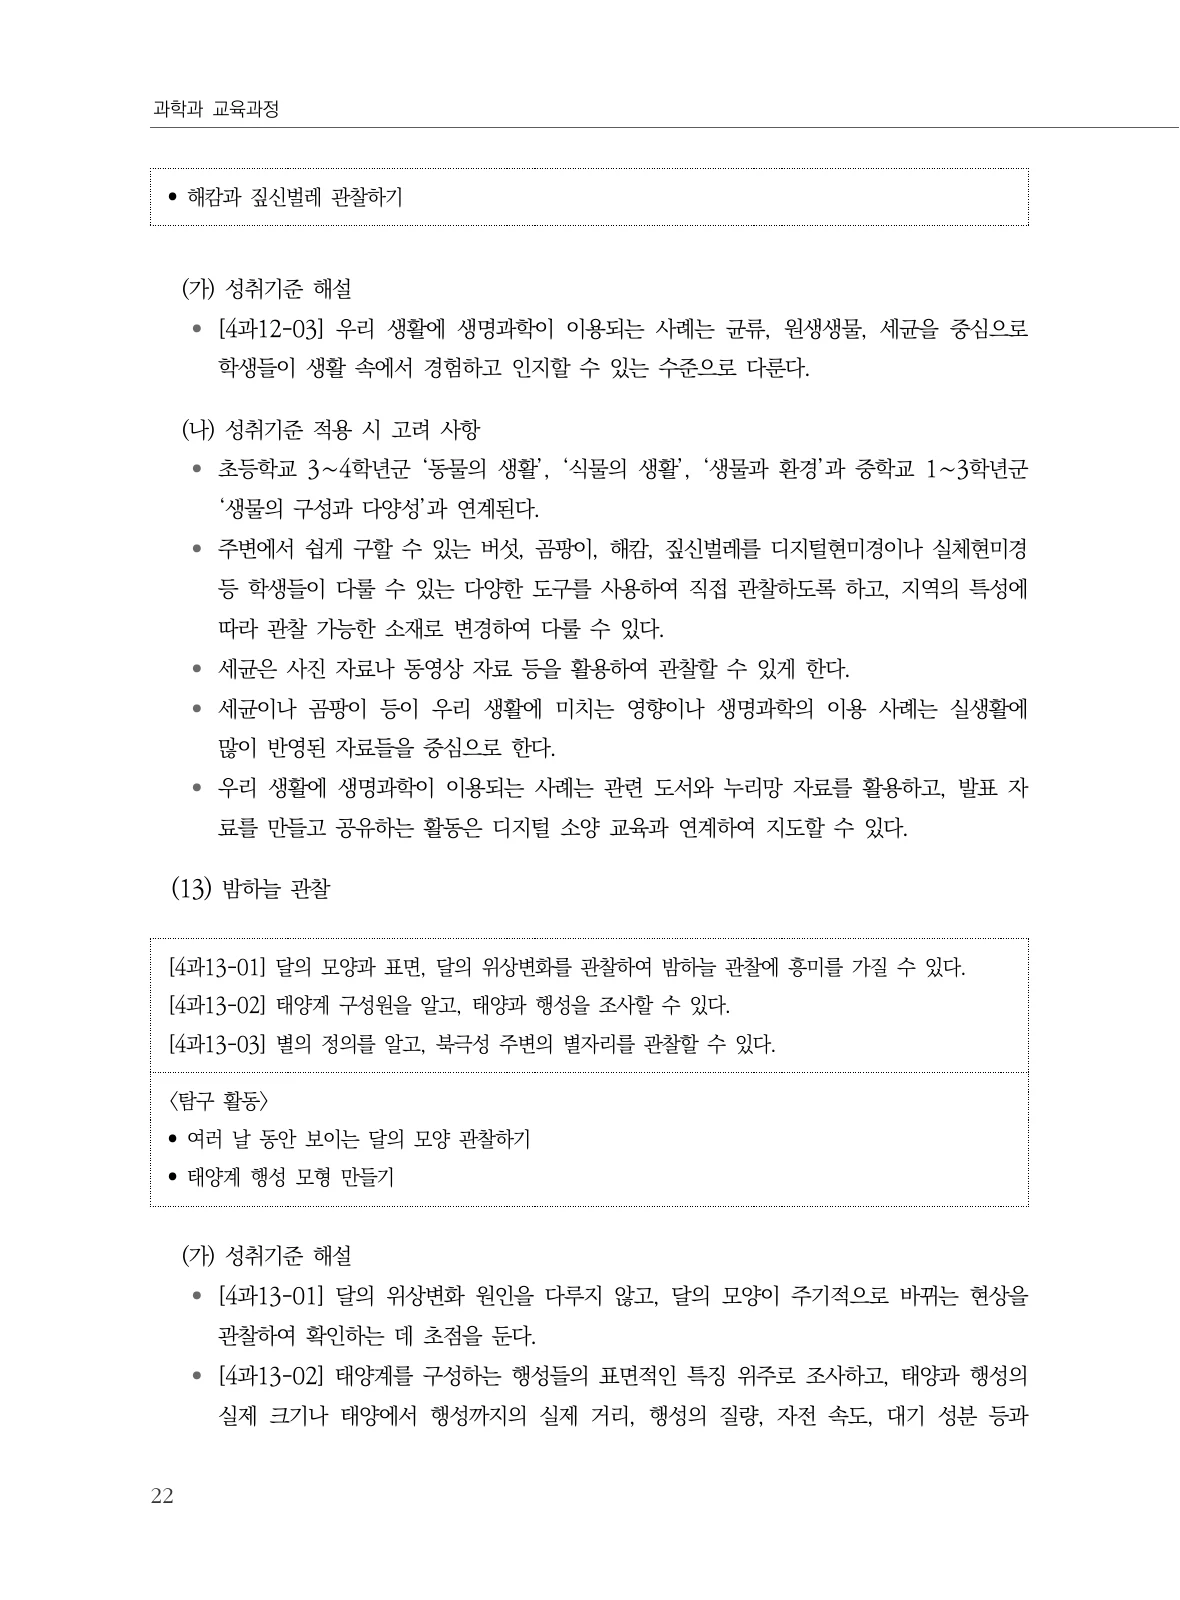 과학과 교육과정
• 해캄과 짚신벌레 관찰하기
(가) 성취기준 해설
• [4과12-03] 우리 생활에 생명과학이 이용되는 사례는 균류, 원생생물, 세균을 중심으로
학생들이 생활 속에서 경험하고 인지할 수 있는 수준으로 다룬다.
(나) 성취기준 적용 시 고려 사항
• 초등학교 3~4학년군 ‘동물의 생활’, ‘식물의 생활’, ‘생물과 환경’과 중학교 1~3학년군
‘생물의 구성과 다양성’과 연계된다.
• 주변에서 쉽게 구할 수 있는 버섯, 곰팡이, 해캄, 짚신벌레를 디지털현미경이나 실체현미경
등 학생들이 다룰 수 있는 다양한 도구를 사용하여 직접 관찰하도록 하고, 지역의 특성에
따라 관찰 가능한 소재로 변경하여 다룰 수 있다.
• 세균은 사진 자료나 동영상 자료 등을 활용하여 관찰할 수 있게 한다.
• 세균이나 곰팡이 등이 우리 생활에 미치는 영향이나 생명과학의 이용 사례는 실생활에
많이 반영된 자료들을 중심으로 한다.
• 우리 생활에 생명과학이 이용되는 사례는 관련 도서와 누리망 자료를 활용하고, 발표 자
료를 만들고 공유하는 활동은 디지털 소양 교육과 연계하여 지도할 수 있다.
(13) 밤하늘 관찰
[4과13-01] 달의 모양과 표면, 달의 위상변화를 관찰하여 밤하늘 관찰에 흥미를 가질 수 있다.
[4과13-02] 태양계 구성원을 알고, 태양과 행성을 조사할 수 있다.
[4과13-03] 별의 정의를 알고, 북극성 주변의 별자리를 관찰할 수 있다.
〈탐구 활동〉
• 여러 날 동안 보이는 달의 모양 관찰하기
• 태양계 행성 모형 만들기
(가) 성취기준 해설
• [4과13-01] 달의 위상변화 원인을 다루지 않고, 달의 모양이 주기적으로 바뀌는 현상을
관찰하여 확인하는 데 초점을 둔다.
• [4과13-02] 태양계를 구성하는 행성들의 표면적인 특징 위주로 조사하고, 태양과 행성의
실제 크기나 태양에서 행성까지의 실제 거리, 행성의 질량, 자전 속도, 대기 성분 등과
22